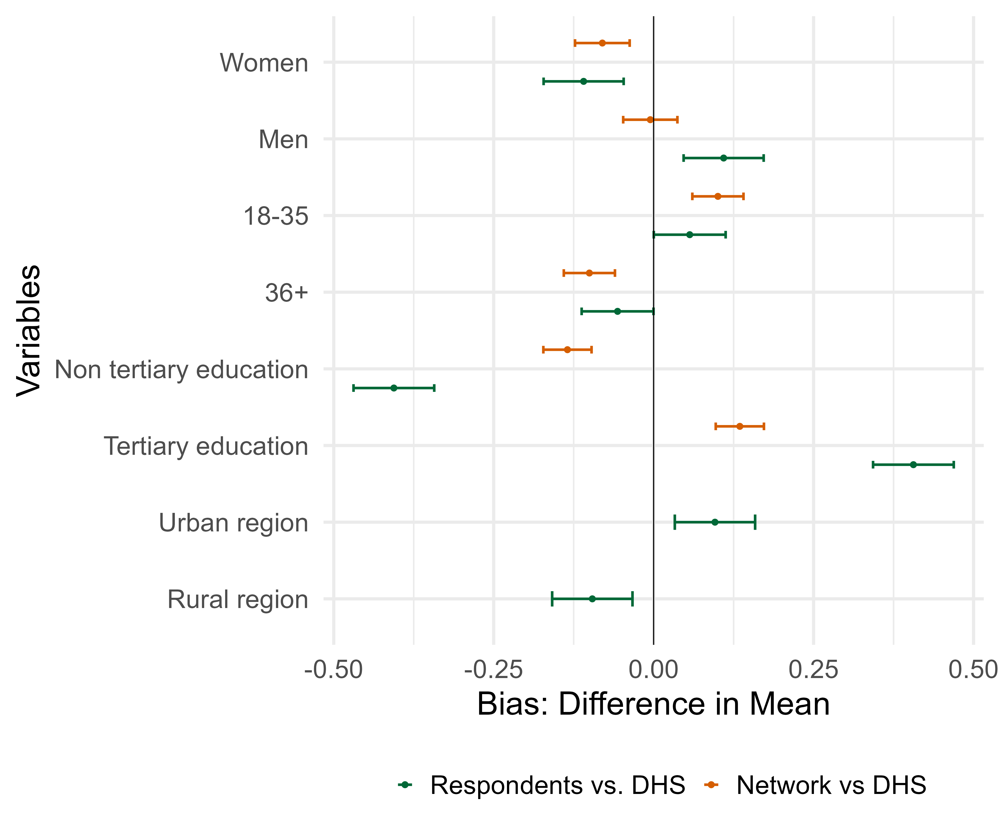 Variables
Women
Men
18-35
36+
Non tertiary education
Tertiary education
Urban region
Rural region
-0.50 -0.25 0.00 0.25 0.50
Bias: Difference in Mean
Respondents vs. DHS Network vs DHS